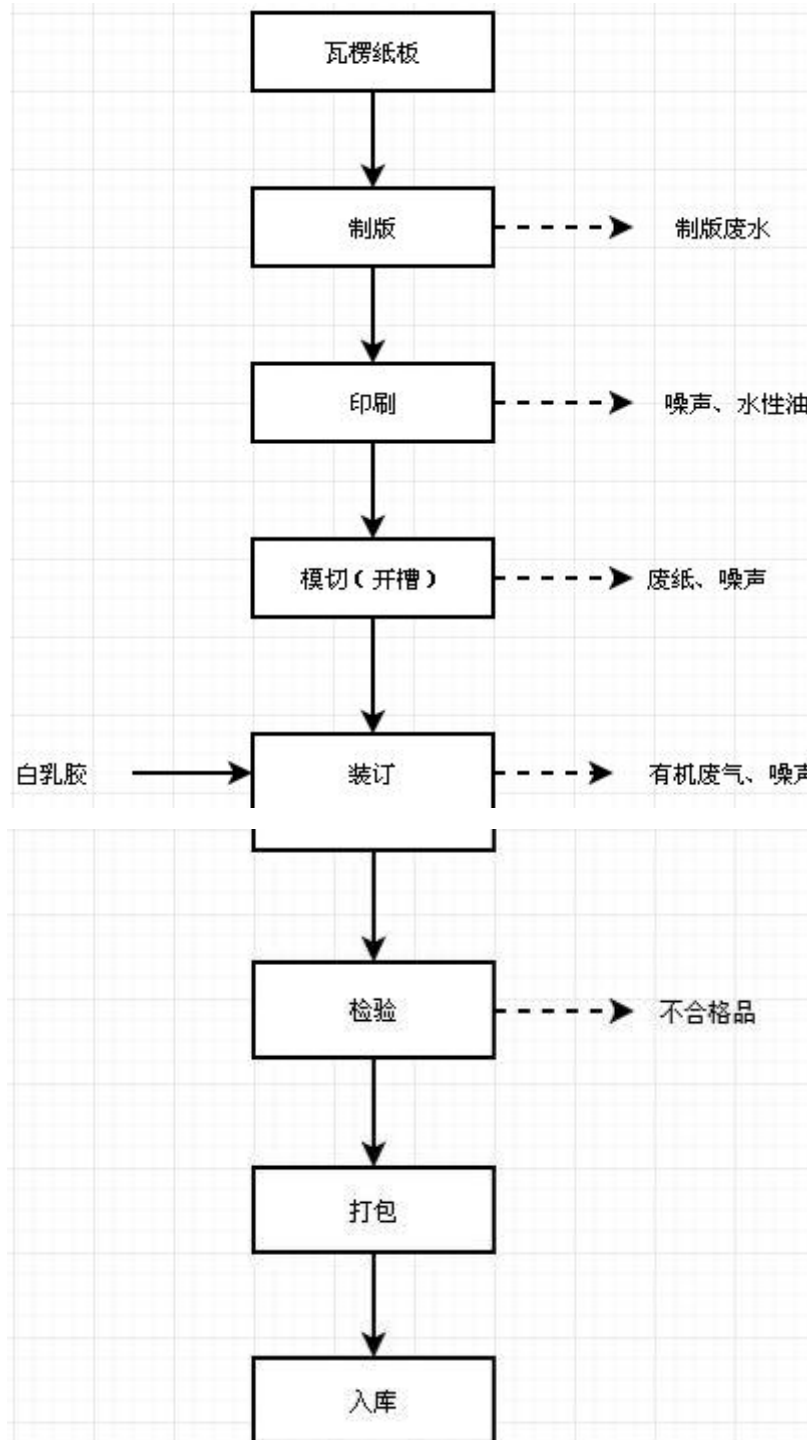 瓦楞纸板
制版
制版废水
印刷
噪声、水性油
模切（开槽）
废纸、噪声
白乳胶
装订
有机废气、噪声
检验
不合格品
打包
入库